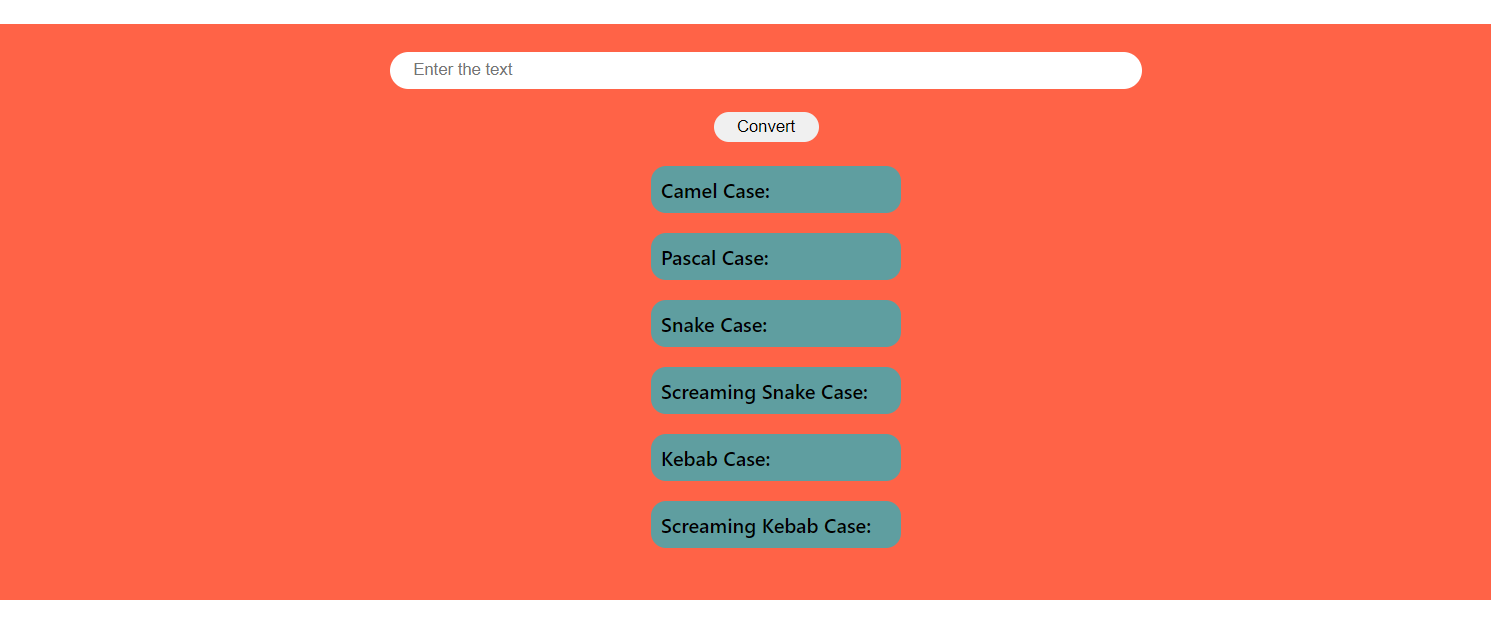 Enter the text
Convert
Camel Case:
Pascal Case:
Snake Case:
Screaming Snake Case:
Kebab Case:
Screaming Kebab Case: